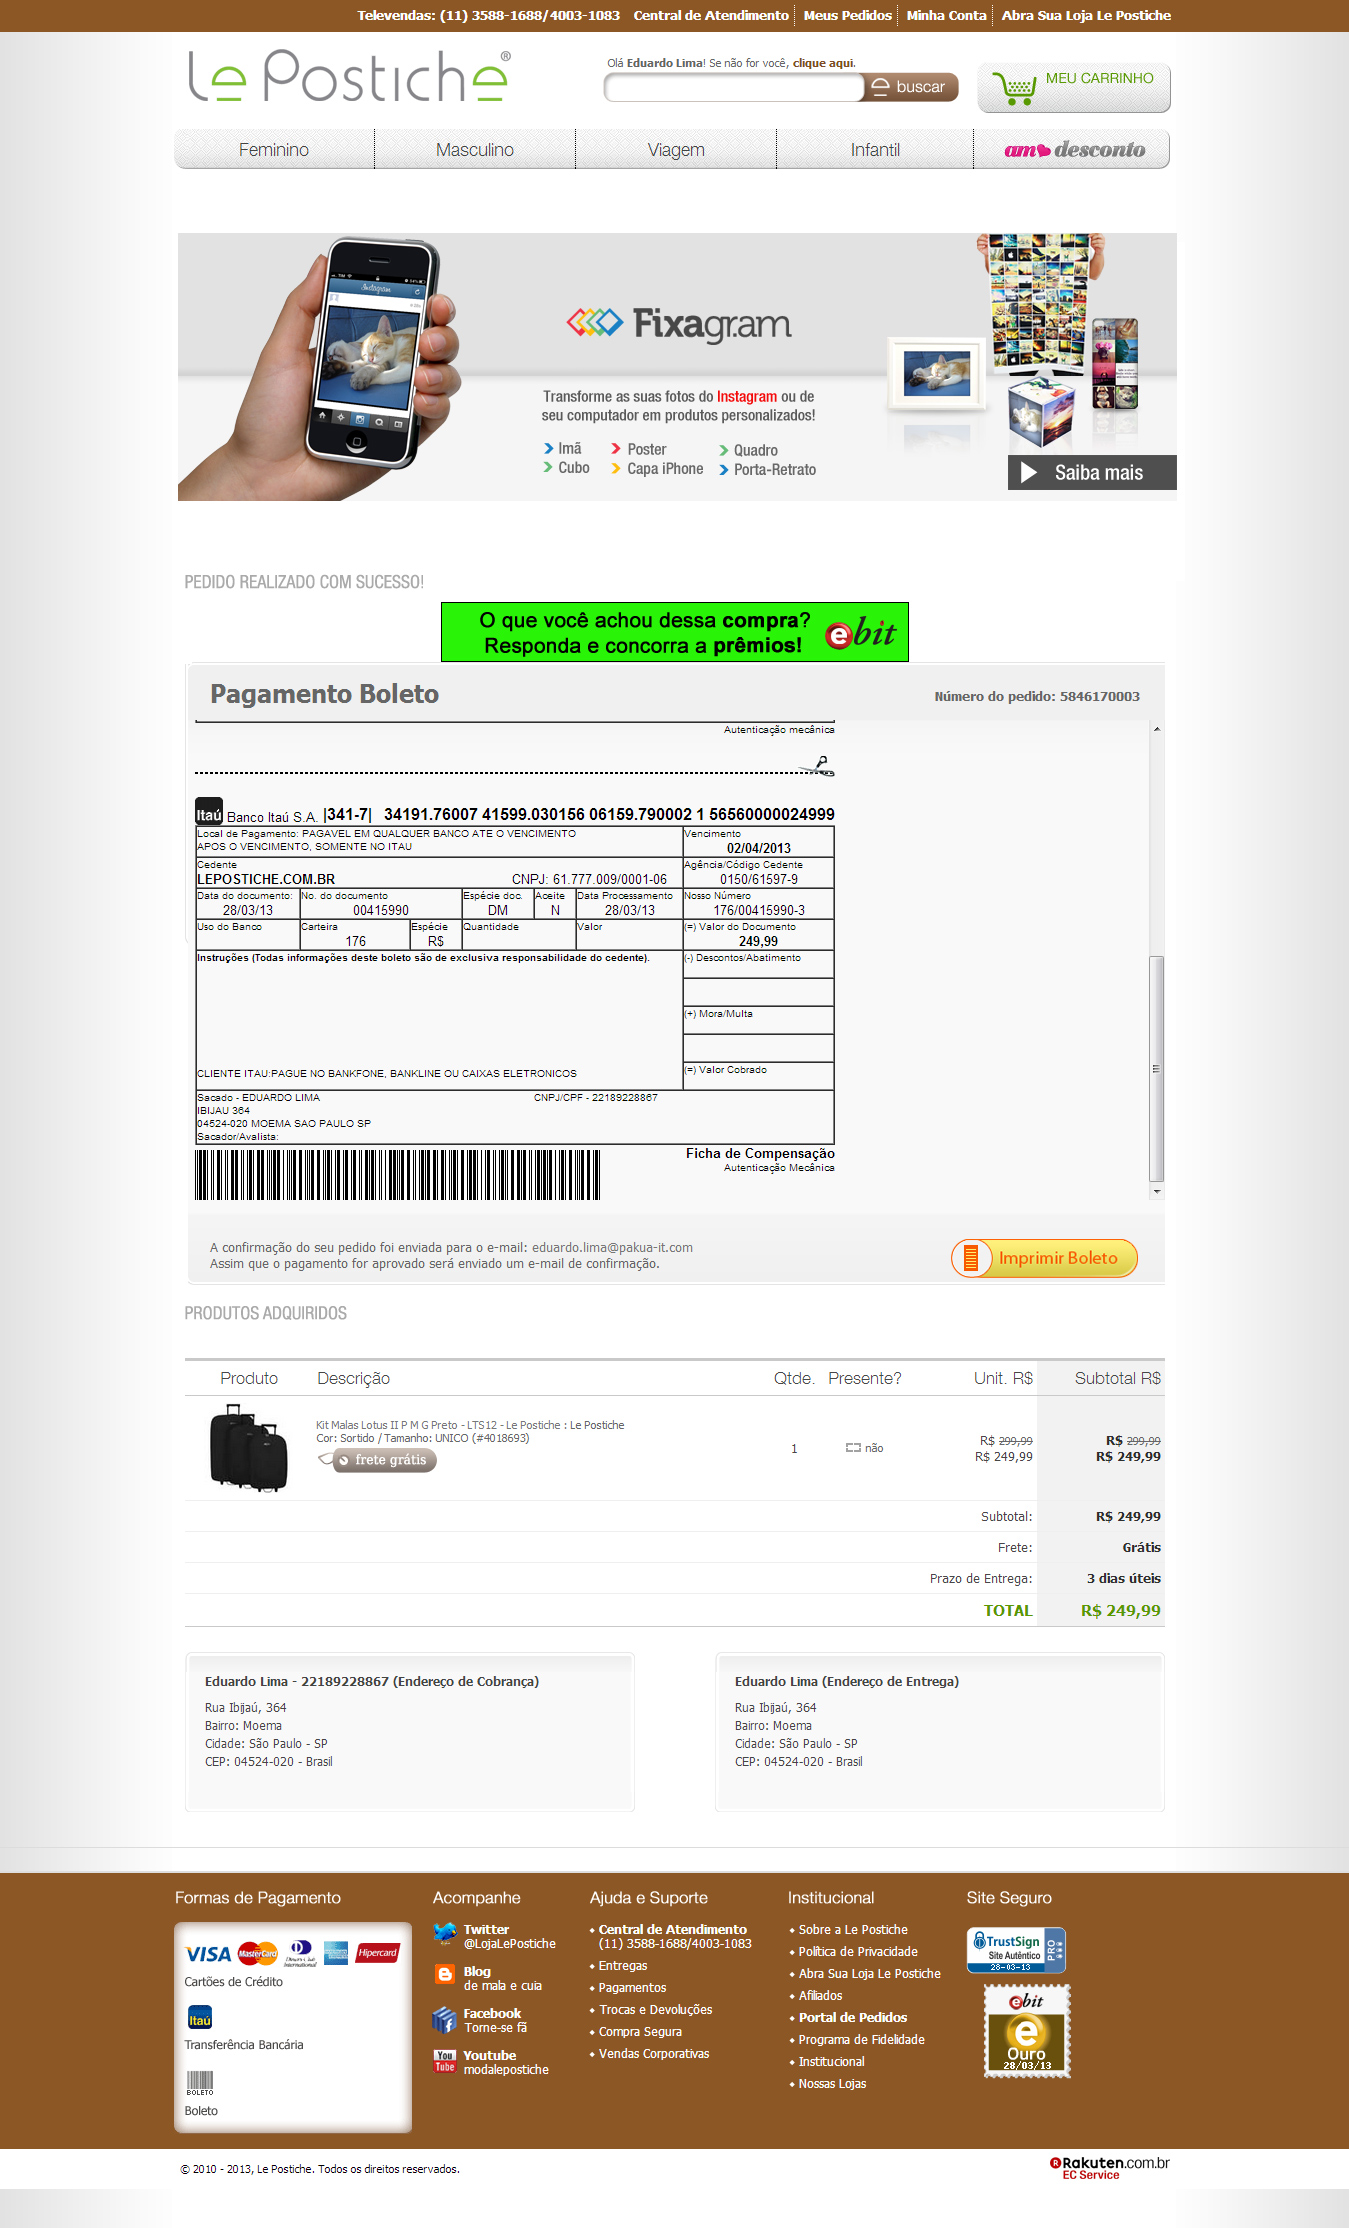 Televendas: (11) 3588-1688/4003-1083 Central de Atendimento Meus Pedidos Minha Conta Abra Sua Loja Le Postiche
Le Postiche®
Olá Eduardo Lima! Se não for você, clique aqui.
buscar
MEU CARRINHO
Feminino Masculino Viagem Infantil amo desconto
Instagram
Fixagram
Transforme as suas fotos do Instagram ou de
seu computador em produtos personalizados!
Imã Poster Quadro
Cubo Capa iPhone Porta-Retrato
Saiba mais
PEDIDO REALIZADO COM SUCESSO!
O que você achou dessa compra?
Responda e concorra a prêmios!
ebit
Pagamento Boleto
Número do pedido: 5846170003
Autenticação mecânica
Itaú Banco Itaú S.A. |341-7| 34191.76007 41599.030156 06159.790002 1 56560000024999
Local de Pagamento: PAGAVEL EM QUALQUER BANCO ATE O VENCIMENTO
APOS O VENCIMENTO, SOMENTE NO ITAU
Vencimento
02/04/2013
Cedente
LEPOSTICHE.COM.BR CNPJ: 61.777.009/0001-06
Agência/Código Cedente
0150/61597-9
Data do documento: No. do documento Espécie doc. Aceite Data Processamento Nosso Número
28/03/13 00415990 DM N 28/03/13 176/00415990-3
Uso do Banco Carteira Espécie Quantidade Valor (=) Valor do Documento
176 R$ 249,99
Instruções (Todas informações deste boleto são de exclusiva responsabilidade do cedente).
(-) Descontos/Abatimento
(+) Mora/Multa
(=) Valor Cobrado
CLIENTE ITAU:PAGUE NO BANKFONE, BANKLINE OU CAIXAS ELETRONICOS
Sacado - EDUARDO LIMA CNPJ/CPF - 22189228867
IBIJAU 364
04524-020 MOEMA SAO PAULO SP
Sacador/Avalista:
Ficha de Compensação
Autenticação Mecânica
A confirmação do seu pedido foi enviada para o e-mail: eduardo.lima@pakua-it.com
Assim que o pagamento for aprovado será enviado um e-mail de confirmação.
Imprimir Boleto
PRODUTOS ADQUIRIDOS
Produto Descrição Qtde. Presente? Unit. R$ Subtotal R$
Kit Malas Lotus II P M G Preto - LTS12 - Le Postiche : Le Postiche
Cor: Sortido / Tamanho: UNICO (#4018693)
frete grátis
1 não
R$ 299,99 R$ 299,99
R$ 249,99 R$ 249,99
Subtotal: R$ 249,99
Frete: Grátis
Prazo de Entrega: 3 dias úteis
TOTAL R$ 249,99
Eduardo Lima - 22189228867 (Endereço de Cobrança)
Rua Ibijaú, 364
Bairro: Moema
Cidade: São Paulo - SP
CEP: 04524-020 - Brasil
Eduardo Lima (Endereço de Entrega)
Rua Ibijaú, 364
Bairro: Moema
Cidade: São Paulo - SP
CEP: 04524-020 - Brasil
Formas de Pagamento
VISA MasterCard Diners Club International Hipercard
Cartões de Crédito
Itaú
Transferência Bancária
BOLETO
Boleto
Acompanhe
Twitter
@LojaLePostiche
Blog
de mala e cuia
Facebook
Torne-se fã
You Tube
Youtube
modalepostiche
Ajuda e Suporte
Central de Atendimento
(11) 3588-1688/4003-1083
Entregas
Pagamentos
Trocas e Devoluções
Compra Segura
Vendas Corporativas
Institucional
Sobre a Le Postiche
Política de Privacidade
Abra Sua Loja Le Postiche
Afiliados
Portal de Pedidos
Programa de Fidelidade
Institucional
Nossas Lojas
Site Seguro
TrustSign
Site Autêntico
PRO
28-03-13
ebit
e
Ouro
28/03/13
© 2010 - 2013, Le Postiche. Todos os direitos reservados.
Rakuten.com.br
EC Service